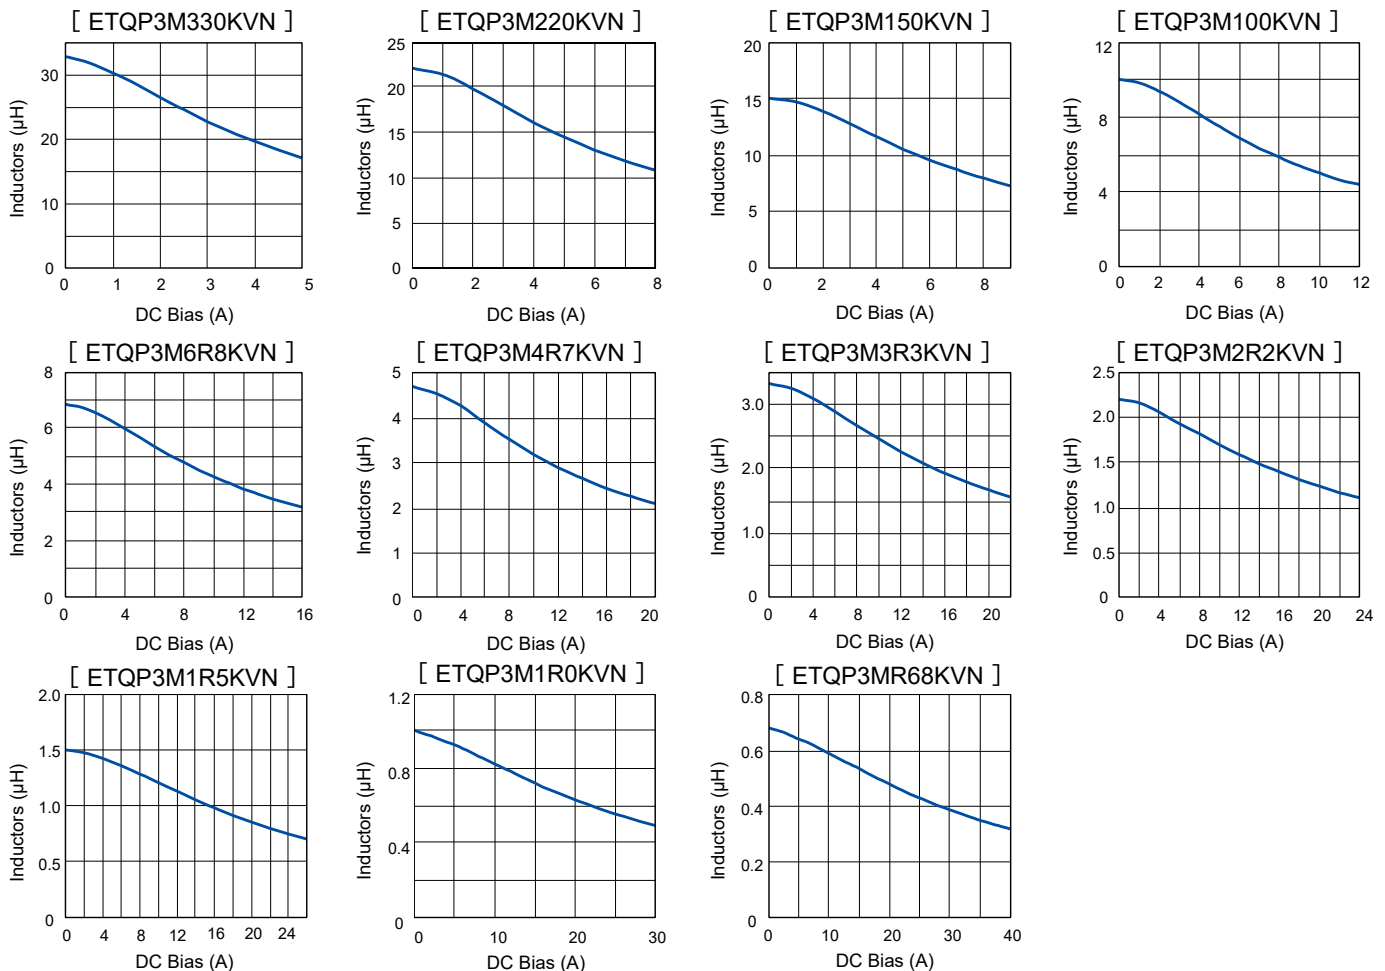 [ ETQP3M330KVN ]
Inductors (µH)
30
20
10
0
0 1 2 3 4 5
DC Bias (A)
[ ETQP3M220KVN ]
Inductors (µH)
25
20
15
10
5
0
0 2 4 6 8
DC Bias (A)
[ ETQP3M150KVN ]
Inductors (µH)
20
15
10
5
0
0 2 4 6 8
DC Bias (A)
[ ETQP3M100KVN ]
Inductors (µH)
12
8
4
0
0 2 4 6 8 10 12
DC Bias (A)
[ ETQP3M6R8KVN ]
Inductors (µH)
8
6
4
2
0
0 4 8 12 16
DC Bias (A)
[ ETQP3M4R7KVN ]
Inductors (µH)
5
4
3
2
1
0
0 4 8 12 16 20
DC Bias (A)
[ ETQP3M3R3KVN ]
Inductors (µH)
3.0
2.0
1.0
0
0 4 8 12 16 20
DC Bias (A)
[ ETQP3M2R2KVN ]
Inductors (µH)
2.5
2.0
1.5
1.0
0.5
0
0 4 8 12 16 20 24
DC Bias (A)
[ ETQP3M1R5KVN ]
Inductors (µH)
2.0
1.5
1.0
0.5
0
0 4 8 12 16 20 24
DC Bias (A)
[ ETQP3M1R0KVN ]
Inductors (µH)
1.2
0.8
0.4
0
0 10 20 30
DC Bias (A)
[ ETQP3MR68KVN ]
Inductors (µH)
0.8
0.6
0.4
0.2
0
0 10 20 30 40
DC Bias (A)